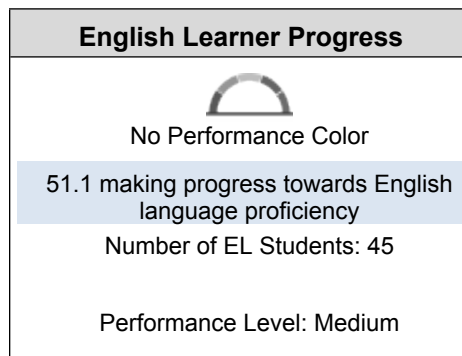 English Learner Progress
No Performance Color
51.1 making progress towards English
language proficiency
Number of EL Students: 45
Performance Level: Medium